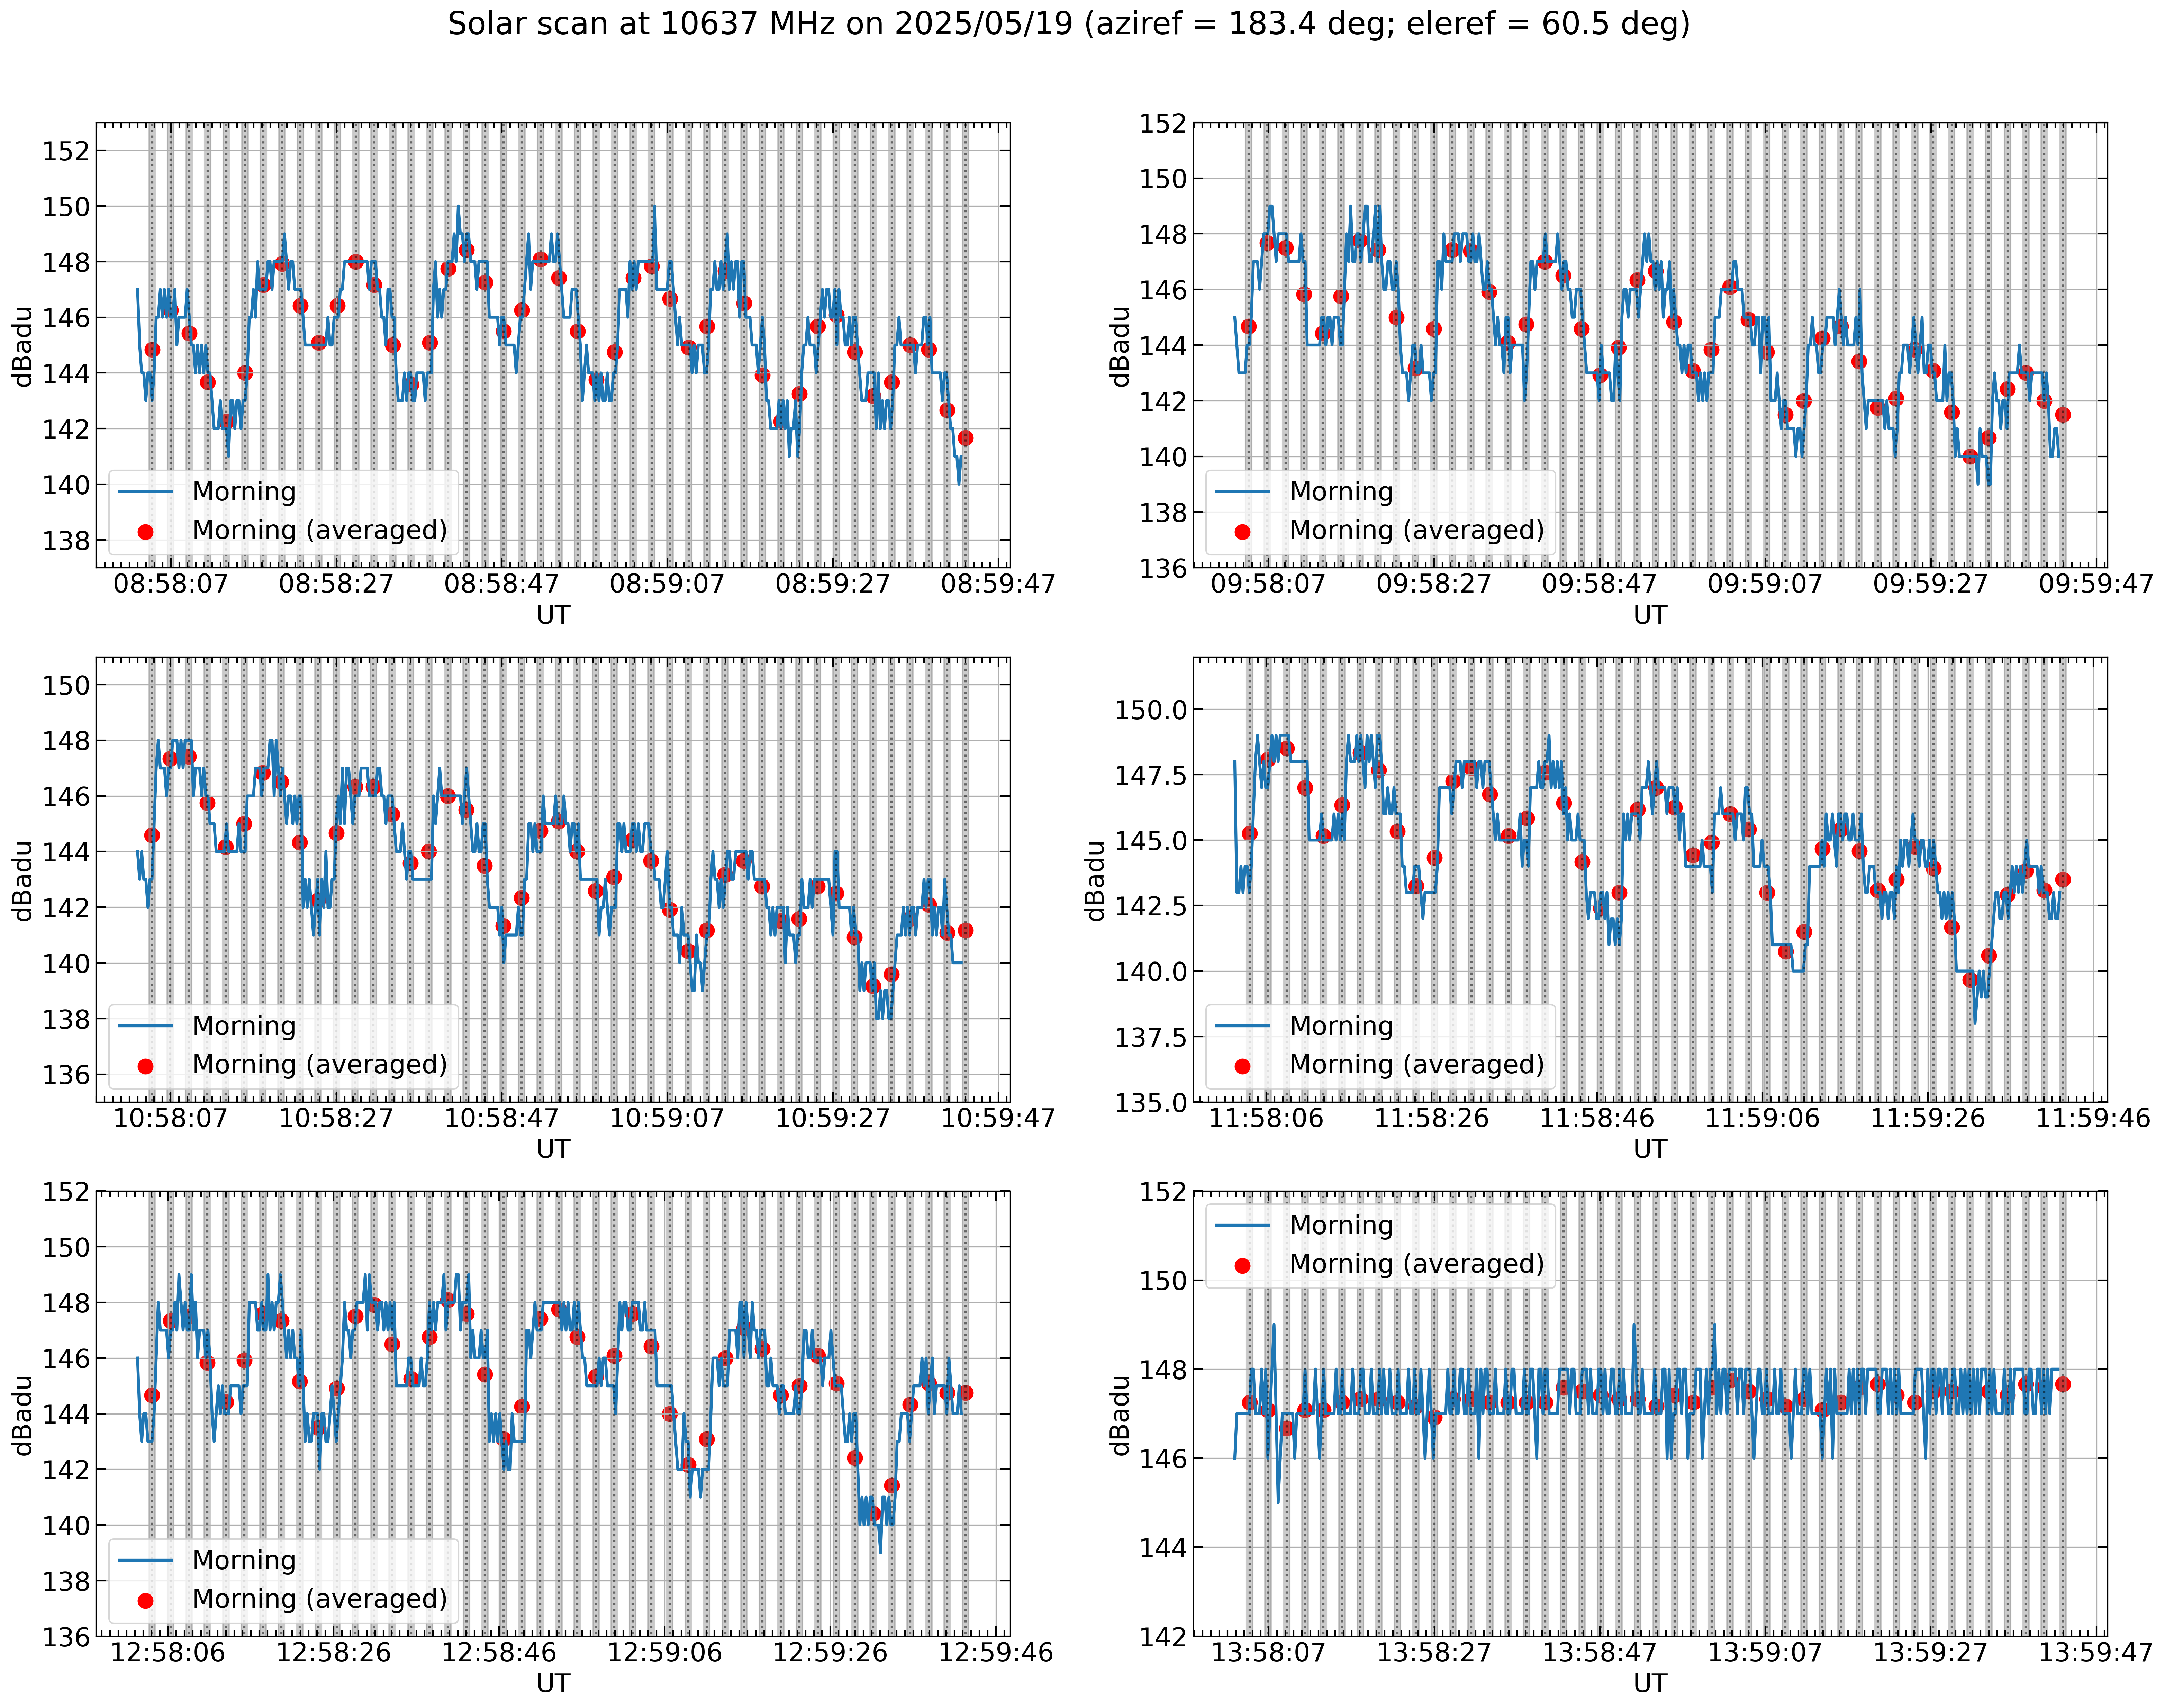 Solar scan at 10637 MHz on 2025/05/19 (aziref = 183.4 deg; eleref = 60.5 deg)
152
150
148
146
144
142
140
138
dBadu
Morning
Morning (averaged)
08:58:07 08:58:27 08:58:47 08:59:07 08:59:27 08:59:47
UT
152
150
148
146
144
142
140
138
136
dBadu
Morning
Morning (averaged)
09:58:07 09:58:27 09:58:47 09:59:07 09:59:27 09:59:47
UT
150
148
146
144
142
140
138
136
dBadu
Morning
Morning (averaged)
10:58:07 10:58:27 10:58:47 10:59:07 10:59:27 10:59:47
UT
150.0
147.5
145.0
142.5
140.0
137.5
135.0
dBadu
Morning
Morning (averaged)
11:58:06 11:58:26 11:58:46 11:59:06 11:59:26 11:59:46
UT
152
150
148
146
144
142
140
138
136
dBadu
Morning
Morning (averaged)
12:58:06 12:58:26 12:58:46 12:59:06 12:59:26 12:59:46
UT
152
150
148
146
144
142
dBadu
Morning
Morning (averaged)
13:58:07 13:58:27 13:58:47 13:59:07 13:59:27 13:59:47
UT